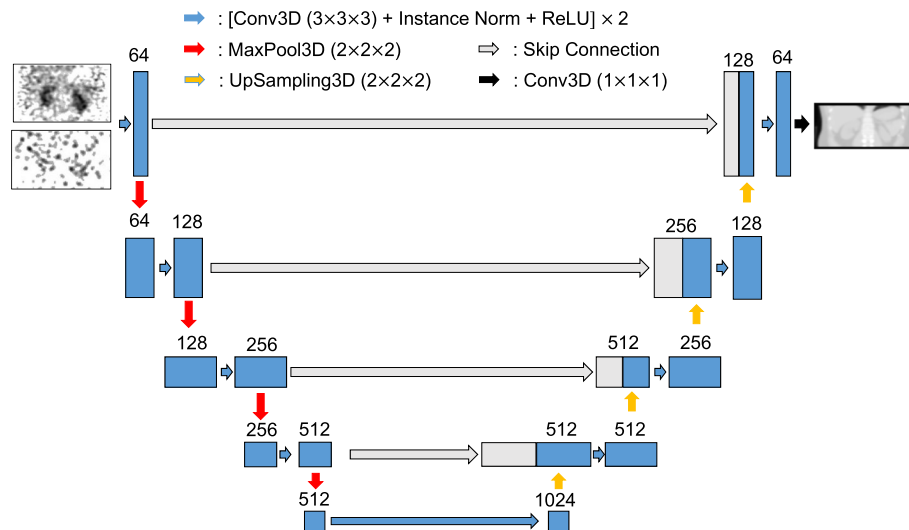 : [Conv3D (3×3×3) + Instance Norm + ReLU] × 2
: MaxPool3D (2×2×2)
: Skip Connection
: UpSampling3D (2×2×2)
: Conv3D (1×1×1)
64
128 64
64 128
256 128
128 256
512 256
256 512
512 512
512
1024